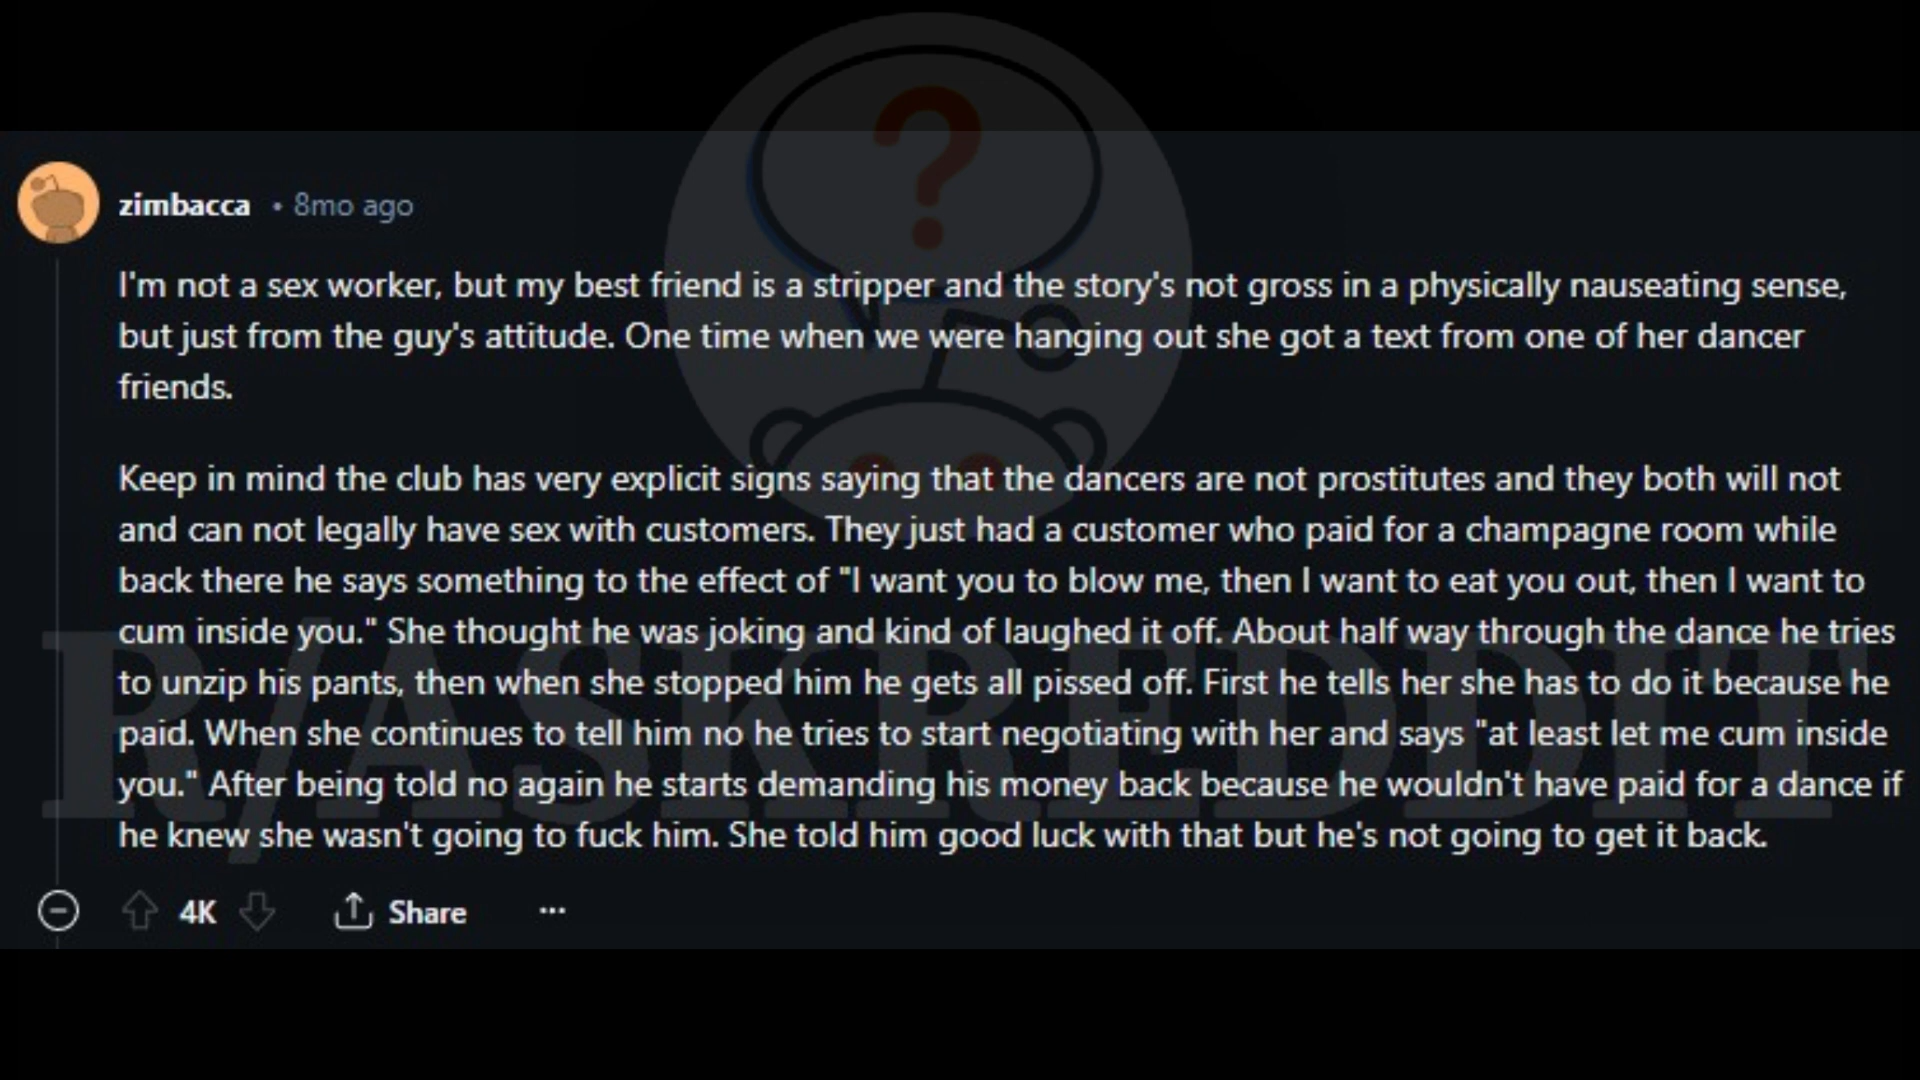 zimbacca • 8mo ago
I'm not a sex worker, but my best friend is a stripper and the story's not gross in a physically nauseating sense,
but just from the guy's attitude. One time when we were hanging out she got a text from one of her dancer
friends.
Keep in mind the club has very explicit signs saying that the dancers are not prostitutes and they both will not
and can not legally have sex with customers. They just had a customer who paid for a champagne room while
back there he says something to the effect of "I want you to blow me, then I want to eat you out, then I want to
cum inside you." She thought he was joking and kind of laughed it off. About half way through the dance he tries
to unzip his pants, then when she stopped him he gets all pissed off. First he tells her she has to do it because he
paid. When she continues to tell him no he tries to start negotiating with her and says "at least let me cum inside
you." After being told no again he starts demanding his money back because he wouldn't have paid for a dance if
he knew she wasn't going to fuck him. She told him good luck with that but he's not going to get it back.
4K Share ...
R/ASKREDDIT